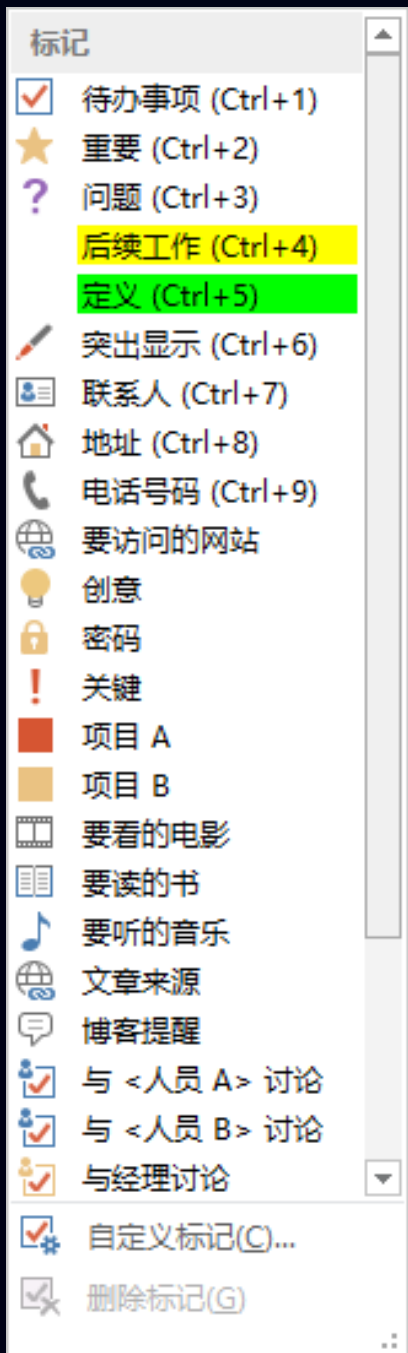 标记
待办事项 (Ctrl+1)
重要 (Ctrl+2)
问题 (Ctrl+3)
后续工作 (Ctrl+4)
定义 (Ctrl+5)
突出显示 (Ctrl+6)
联系人 (Ctrl+7)
地址 (Ctrl+8)
电话号码 (Ctrl+9)
要访问的网站
创意
密码
关键
项目 A
项目 B
要看的电影
要读的书
要听的音乐
文章来源
博客提醒
与 <人员 A> 讨论
与 <人员 B> 讨论
与经理讨论
自定义标记(C)...
删除标记(G)